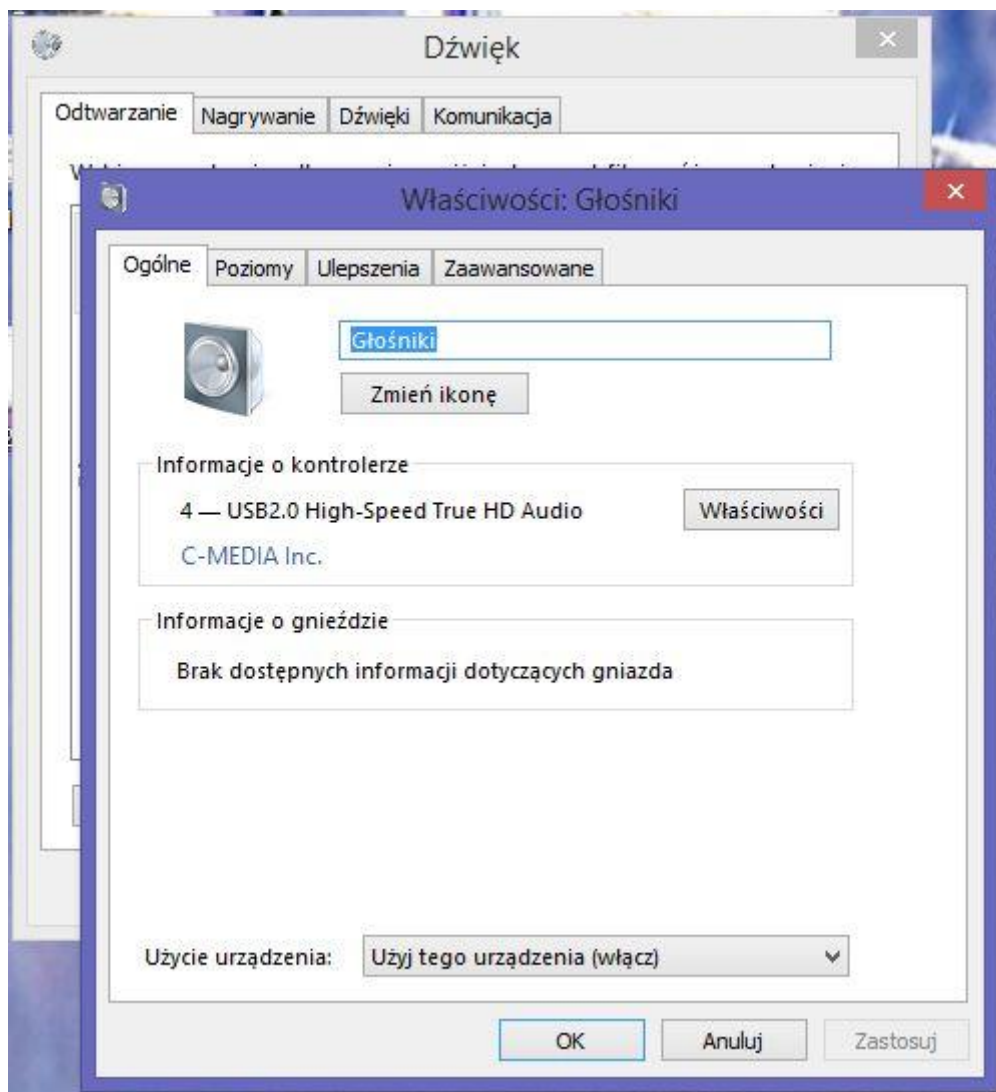 Dźwięk
Odtwarzanie Nagrywanie Dźwięki Komunikacja
Właściwości: Głośniki
Ogólne Poziomy Ulepszenia Zaawansowane
Głośniki
Zmień ikonę
Informacje o kontrolerze
4 — USB2.0 High-Speed True HD Audio Właściwości
C-MEDIA Inc.
Informacje o gnieździe
Brak dostępnych informacji dotyczących gniazda
Użycie urządzenia: Użyj tego urządzenia (włącz)
OK Anuluj Zastosuj